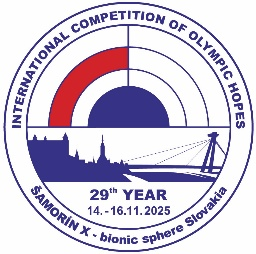 INTERNATIONAL COMPETITION OF OLYMPIC HOPES
29th YEAR
14. - 16.11. 2025
ŠAMORÍN X - bionic sphere Slovakia